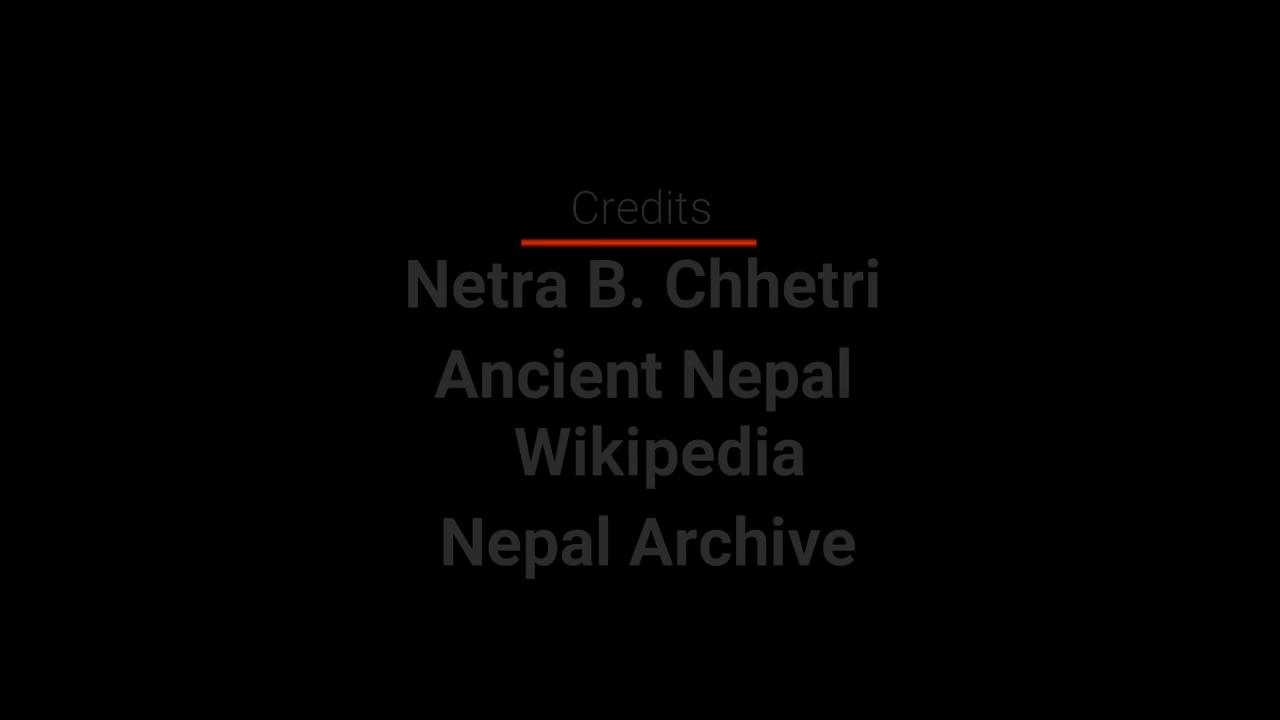 Credits
Netra B. Chhetri
Ancient Nepal
Wikipedia
Nepal Archive